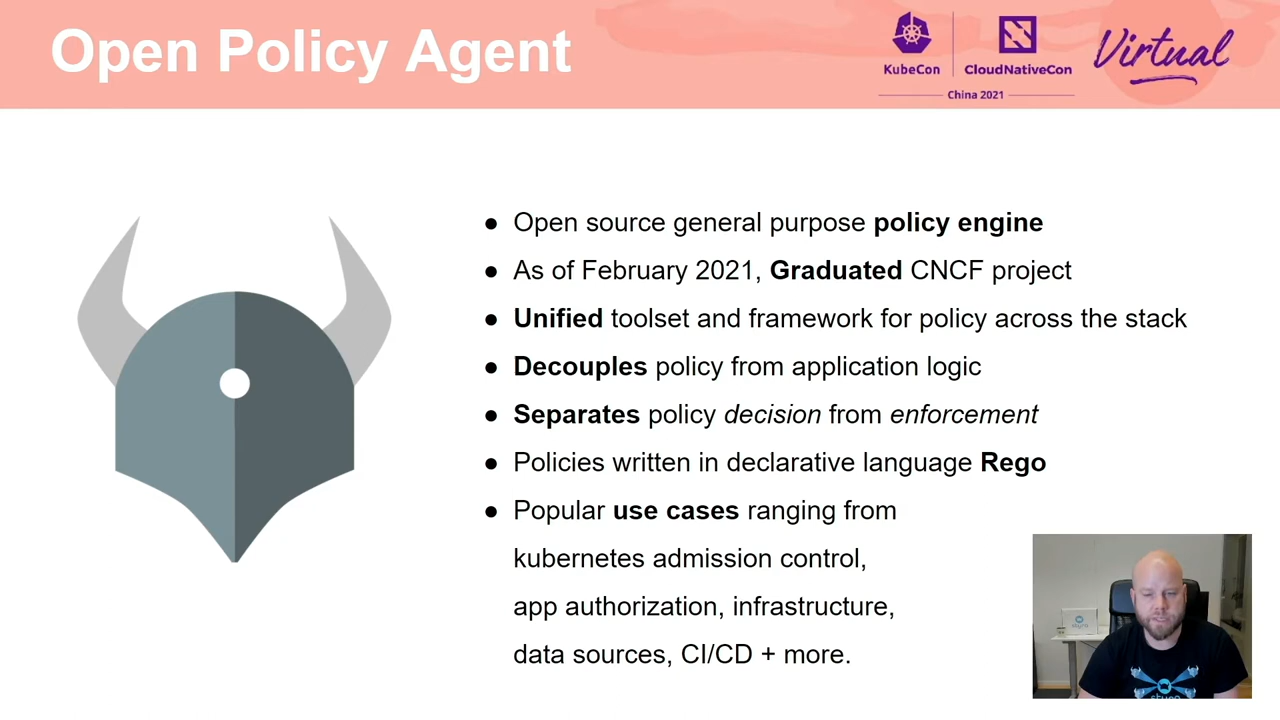 Open Policy Agent
KubeCon
CloudNativeCon
Virtual
China 2021
● Open source general purpose policy engine
● As of February 2021, Graduated CNCF project
● Unified toolset and framework for policy across the stack
● Decouples policy from application logic
● Separates policy decision from enforcement
● Policies written in declarative language Rego
● Popular use cases ranging from
kubernetes admission control,
app authorization, infrastructure,
data sources, CI/CD + more.
styra
styra